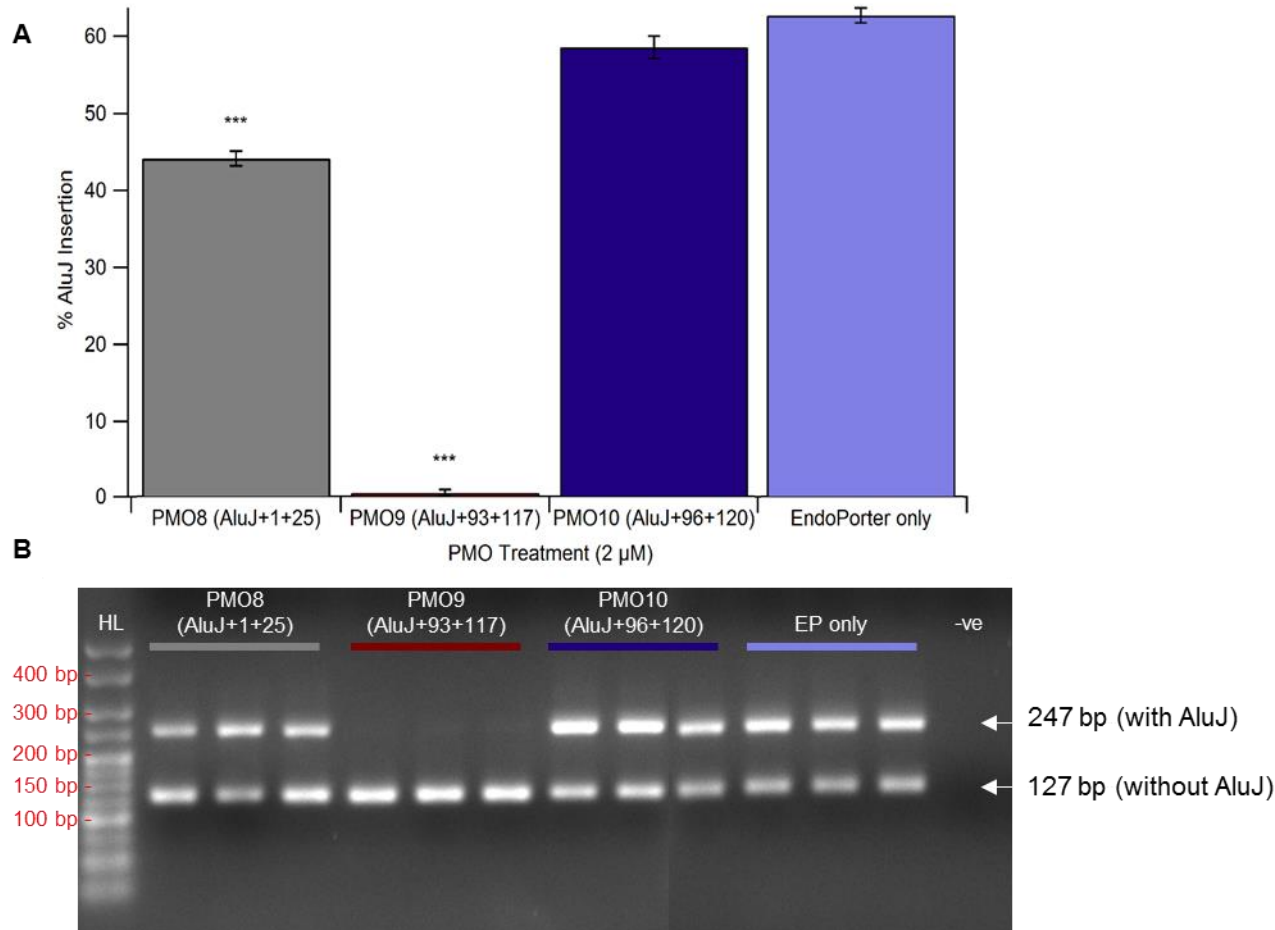 A
60
50
40
30
20
10
0
% AluJ Insertion
***
***
PMO8 (AluJ+1+25)
PMO9 (AluJ+93+117)
PMO10 (AluJ+96+120)
EndoPorter only
PMO Treatment (2 µM)
B
HL
PMO8
(AluJ+1+25)
PMO9
(AluJ+93+117)
PMO10
(AluJ+96+120)
EP only
-ve
400 bp
300 bp
200 bp
150 bp
100 bp
247 bp (with AluJ)
127 bp (without AluJ)